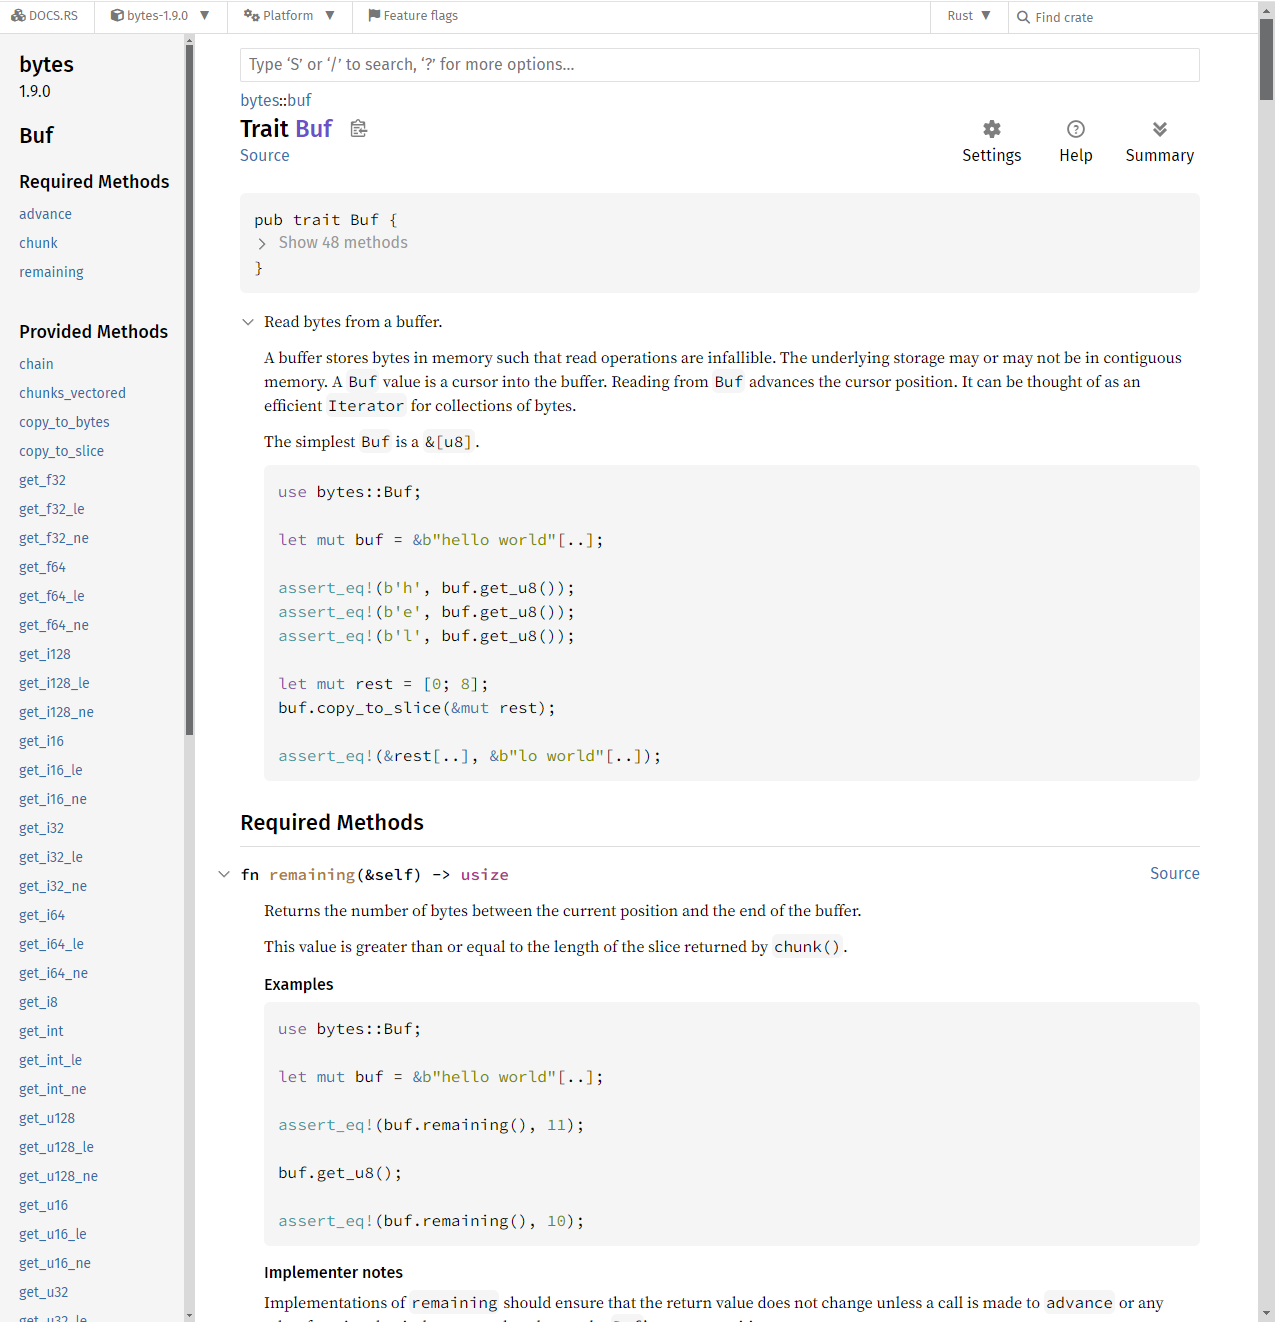 DOCS.RS
bytes-1.9.0
Platform
Feature flags
Rust
Find crate
bytes
1.9.0
Buf
Required Methods
advance
chunk
remaining
Provided Methods
chain
chunks_vectored
copy_to_bytes
copy_to_slice
get_f32
get_f32_le
get_f32_ne
get_f64
get_f64_le
get_f64_ne
get_i128
get_i128_le
get_i128_ne
get_i16
get_i16_le
get_i16_ne
get_i32
get_i32_le
get_i32_ne
get_i64
get_i64_le
get_i64_ne
get_i8
get_int
get_int_le
get_int_ne
get_u128
get_u128_le
get_u128_ne
get_u16
get_u16_le
get_u16_ne
get_u32
get_u32_le
Type ‘S’ or ‘/’ to search, ‘?’ for more options…
bytes::buf
Trait Buf
Source
Settings
Help
Summary
pub trait Buf {
Show 48 methods
}
Read bytes from a buffer.
A buffer stores bytes in memory such that read operations are infallible. The underlying storage may or may not be in contiguous
memory. A Buf value is a cursor into the buffer. Reading from Buf advances the cursor position. It can be thought of as an
efficient Iterator for collections of bytes.
The simplest Buf is a &[u8].
use bytes::Buf;
let mut buf = &b"hello world"[..];
assert_eq!(b'h', buf.get_u8());
assert_eq!(b'e', buf.get_u8());
assert_eq!(b'l', buf.get_u8());
let mut rest = [0; 8];
buf.copy_to_slice(&mut rest);
assert_eq!(&rest[..], &b"lo world"[..]);
Required Methods
fn remaining(&self) -> usize
Source
Returns the number of bytes between the current position and the end of the buffer.
This value is greater than or equal to the length of the slice returned by chunk().
Examples
use bytes::Buf;
let mut buf = &b"hello world"[..];
assert_eq!(buf.remaining(), 11);
buf.get_u8();
assert_eq!(buf.remaining(), 10);
Implementer notes
Implementations of remaining should ensure that the return value does not change unless a call is made to advance or any